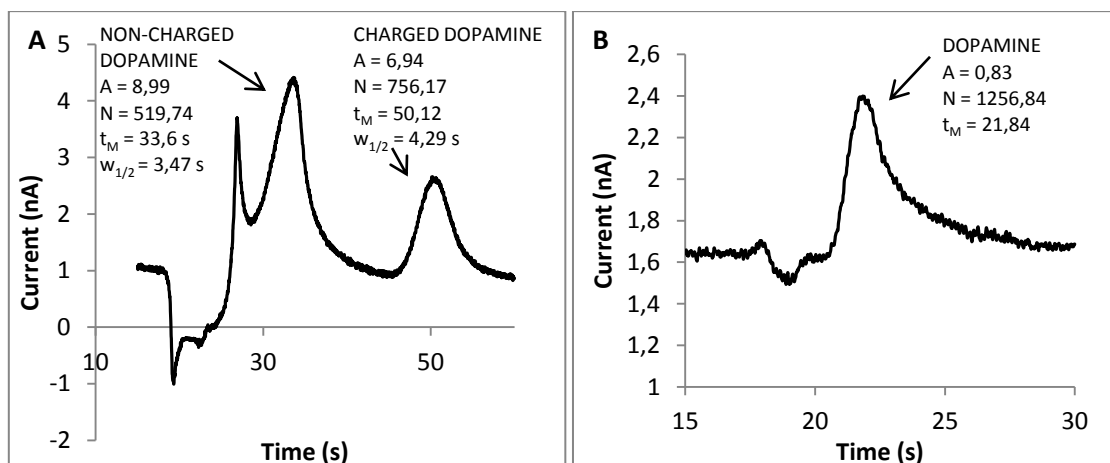 A
NON-CHARGED
DOPAMINE
A = 8,99
N = 519,74
tM = 33,6 s
w1/2 = 3,47 s
CHARGED DOPAMINE
A = 6,94
N = 756,17
tM = 50,12
w1/2 = 4,29 s
Current (nA)
5
4
3
2
1
0
-1
-2
10
30
50
Time (s)
B
DOPAMINE
A = 0,83
N = 1256,84
tM = 21,84
Current (nA)
2,6
2,4
2,2
2
1,8
1,6
1,4
1,2
1
15
20
25
30
Time (s)